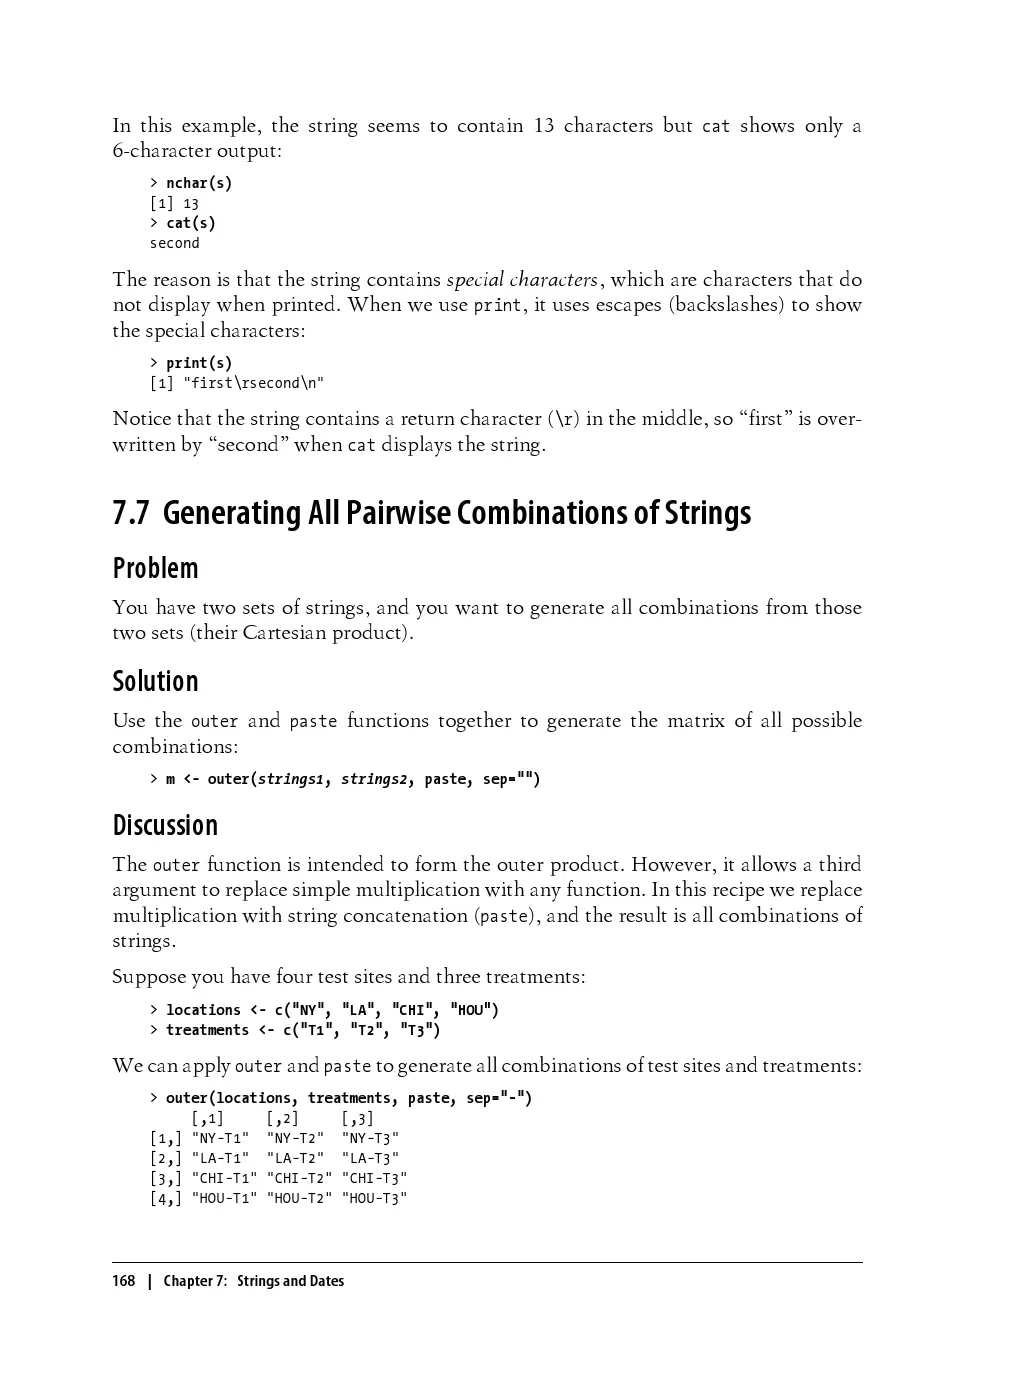 In this example, the string seems to contain 13 characters but cat shows only a
6-character output:
> nchar(s)
[1] 13
> cat(s)
second
The reason is that the string contains special characters, which are characters that do
not display when printed. When we use print, it uses escapes (backslashes) to show
the special characters:
> print(s)
[1] "first\rsecond\n"
Notice that the string contains a return character (\r) in the middle, so “first” is over-
written by “second” when cat displays the string.
7.7 Generating All Pairwise Combinations of Strings
Problem
You have two sets of strings, and you want to generate all combinations from those
two sets (their Cartesian product).
Solution
Use the outer and paste functions together to generate the matrix of all possible
combinations:
> m <- outer(strings1, strings2, paste, sep="")
Discussion
The outer function is intended to form the outer product. However, it allows a third
argument to replace simple multiplication with any function. In this recipe we replace
multiplication with string concatenation (paste), and the result is all combinations of
strings.
Suppose you have four test sites and three treatments:
> locations <- c("NY", "LA", "CHI", "HOU")
> treatments <- c("T1", "T2", "T3")
We can apply outer and paste to generate all combinations of test sites and treatments:
> outer(locations, treatments, paste, sep="-")
     [,1]     [,2]     [,3]
[1,] "NY-T1"  "NY-T2"  "NY-T3"
[2,] "LA-T1"  "LA-T2"  "LA-T3"
[3,] "CHI-T1" "CHI-T2" "CHI-T3"
[4,] "HOU-T1" "HOU-T2" "HOU-T3"
168 | Chapter 7: Strings and Dates